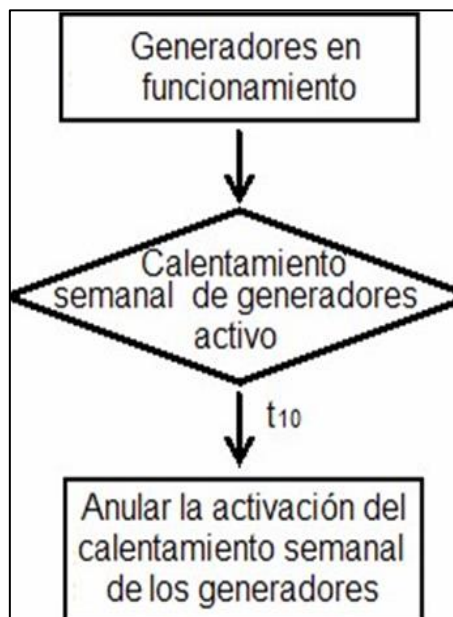 Generadores en
funcionamiento
Calentamiento
semanal de generadores
activo
t10
Anular la activación del
calentamiento semanal
de los generadores